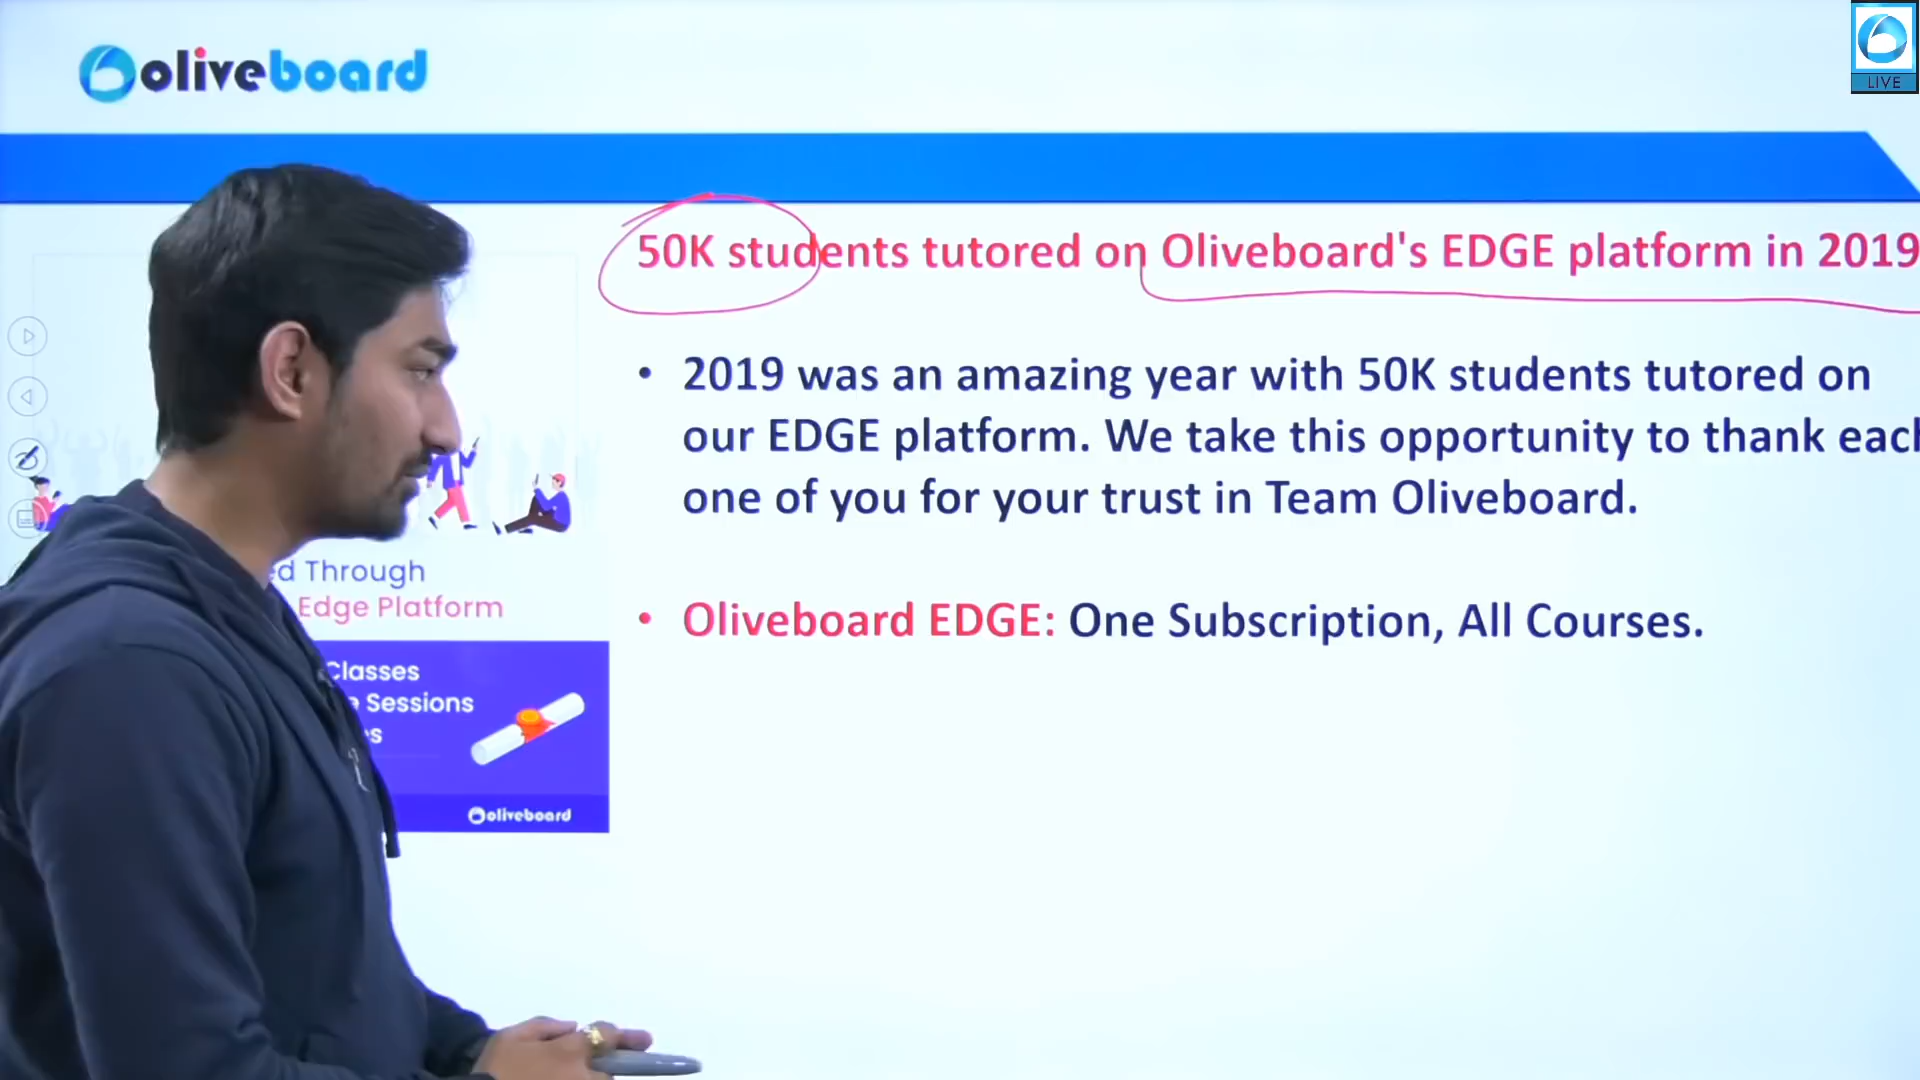 oliveboard
LIVE
50K students tutored on Oliveboard's EDGE platform in 2019
• 2019 was an amazing year with 50K students tutored on
our EDGE platform. We take this opportunity to thank each
one of you for your trust in Team Oliveboard.
• Oliveboard EDGE: One Subscription, All Courses.
Through
Edge Platform
Classes
Sessions
oliveboard